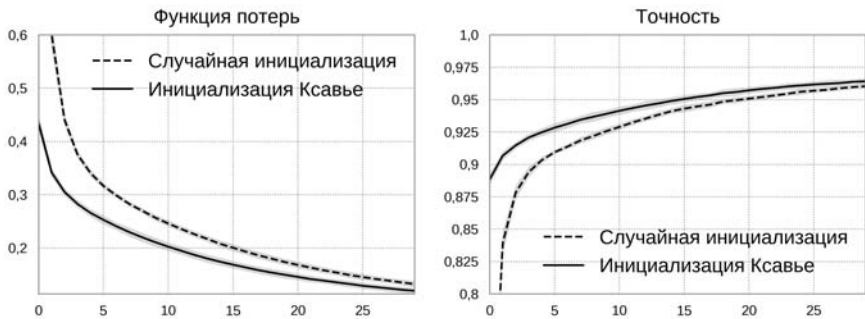 Функция потерь
0,6
0,5
0,4
0,3
0,2
Случайная инициализация
Инициализация Ксавье
0 5 10 15 20 25
Точность
1,0
0,975
0,95
0,925
0,9
0,875
0,85
0,825
0,8
Случайная инициализация
Инициализация Ксавье
0 5 10 15 20 25